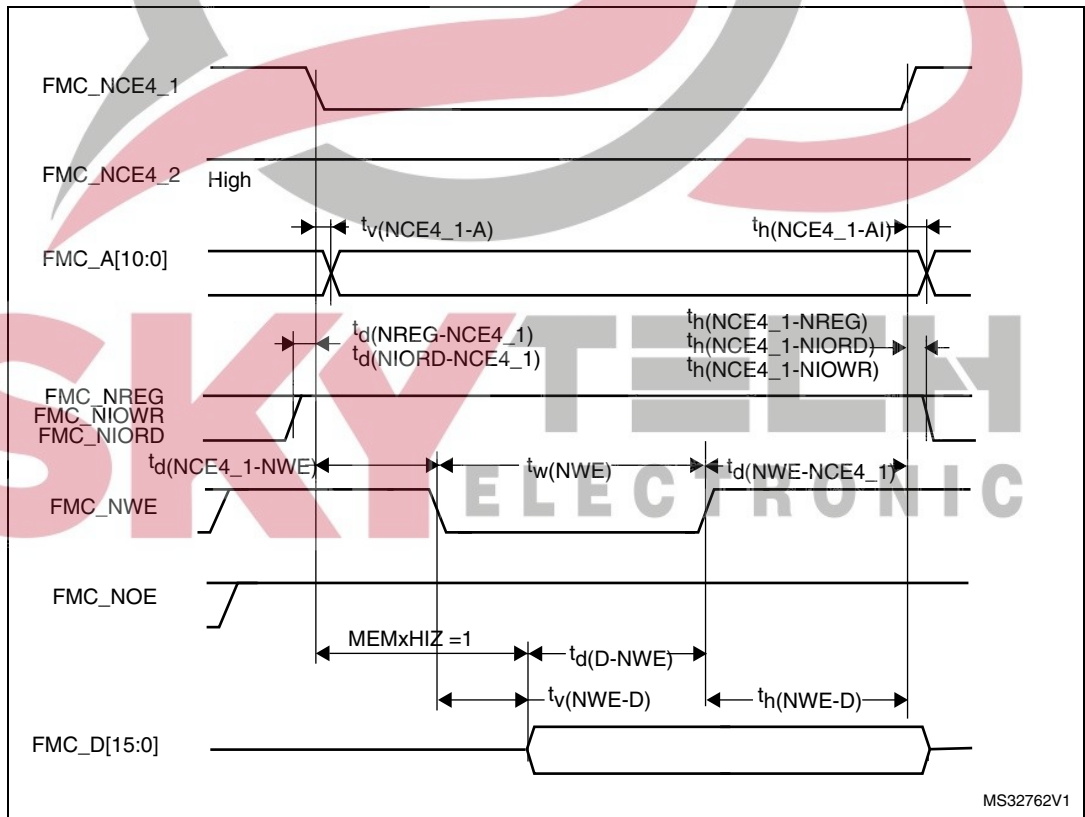 FMC_NCE4_1
FMC_NCE4_2
High
tv(NCE4_1-A)
th(NCE4_1-AI)
FMC_A[10:0]
td(NREG-NCE4_1)
td(NIORD-NCE4_1)
th(NCE4_1-NREG)
th(NCE4_1-NIORD)
th(NCE4_1-NIOWR)
FMC_NREG
FMC_NIOWR
FMC_NIORD
td(NCE4_1-NWE)
tw(NWE)
td(NWE-NCE4_1)
FMC_NWE
SKYTECH
ELECTRONIC
FMC_NOE
MEMxHIZ =1
td(D-NWE)
tv(NWE-D)
th(NWE-D)
FMC_D[15:0]
MS32762V1